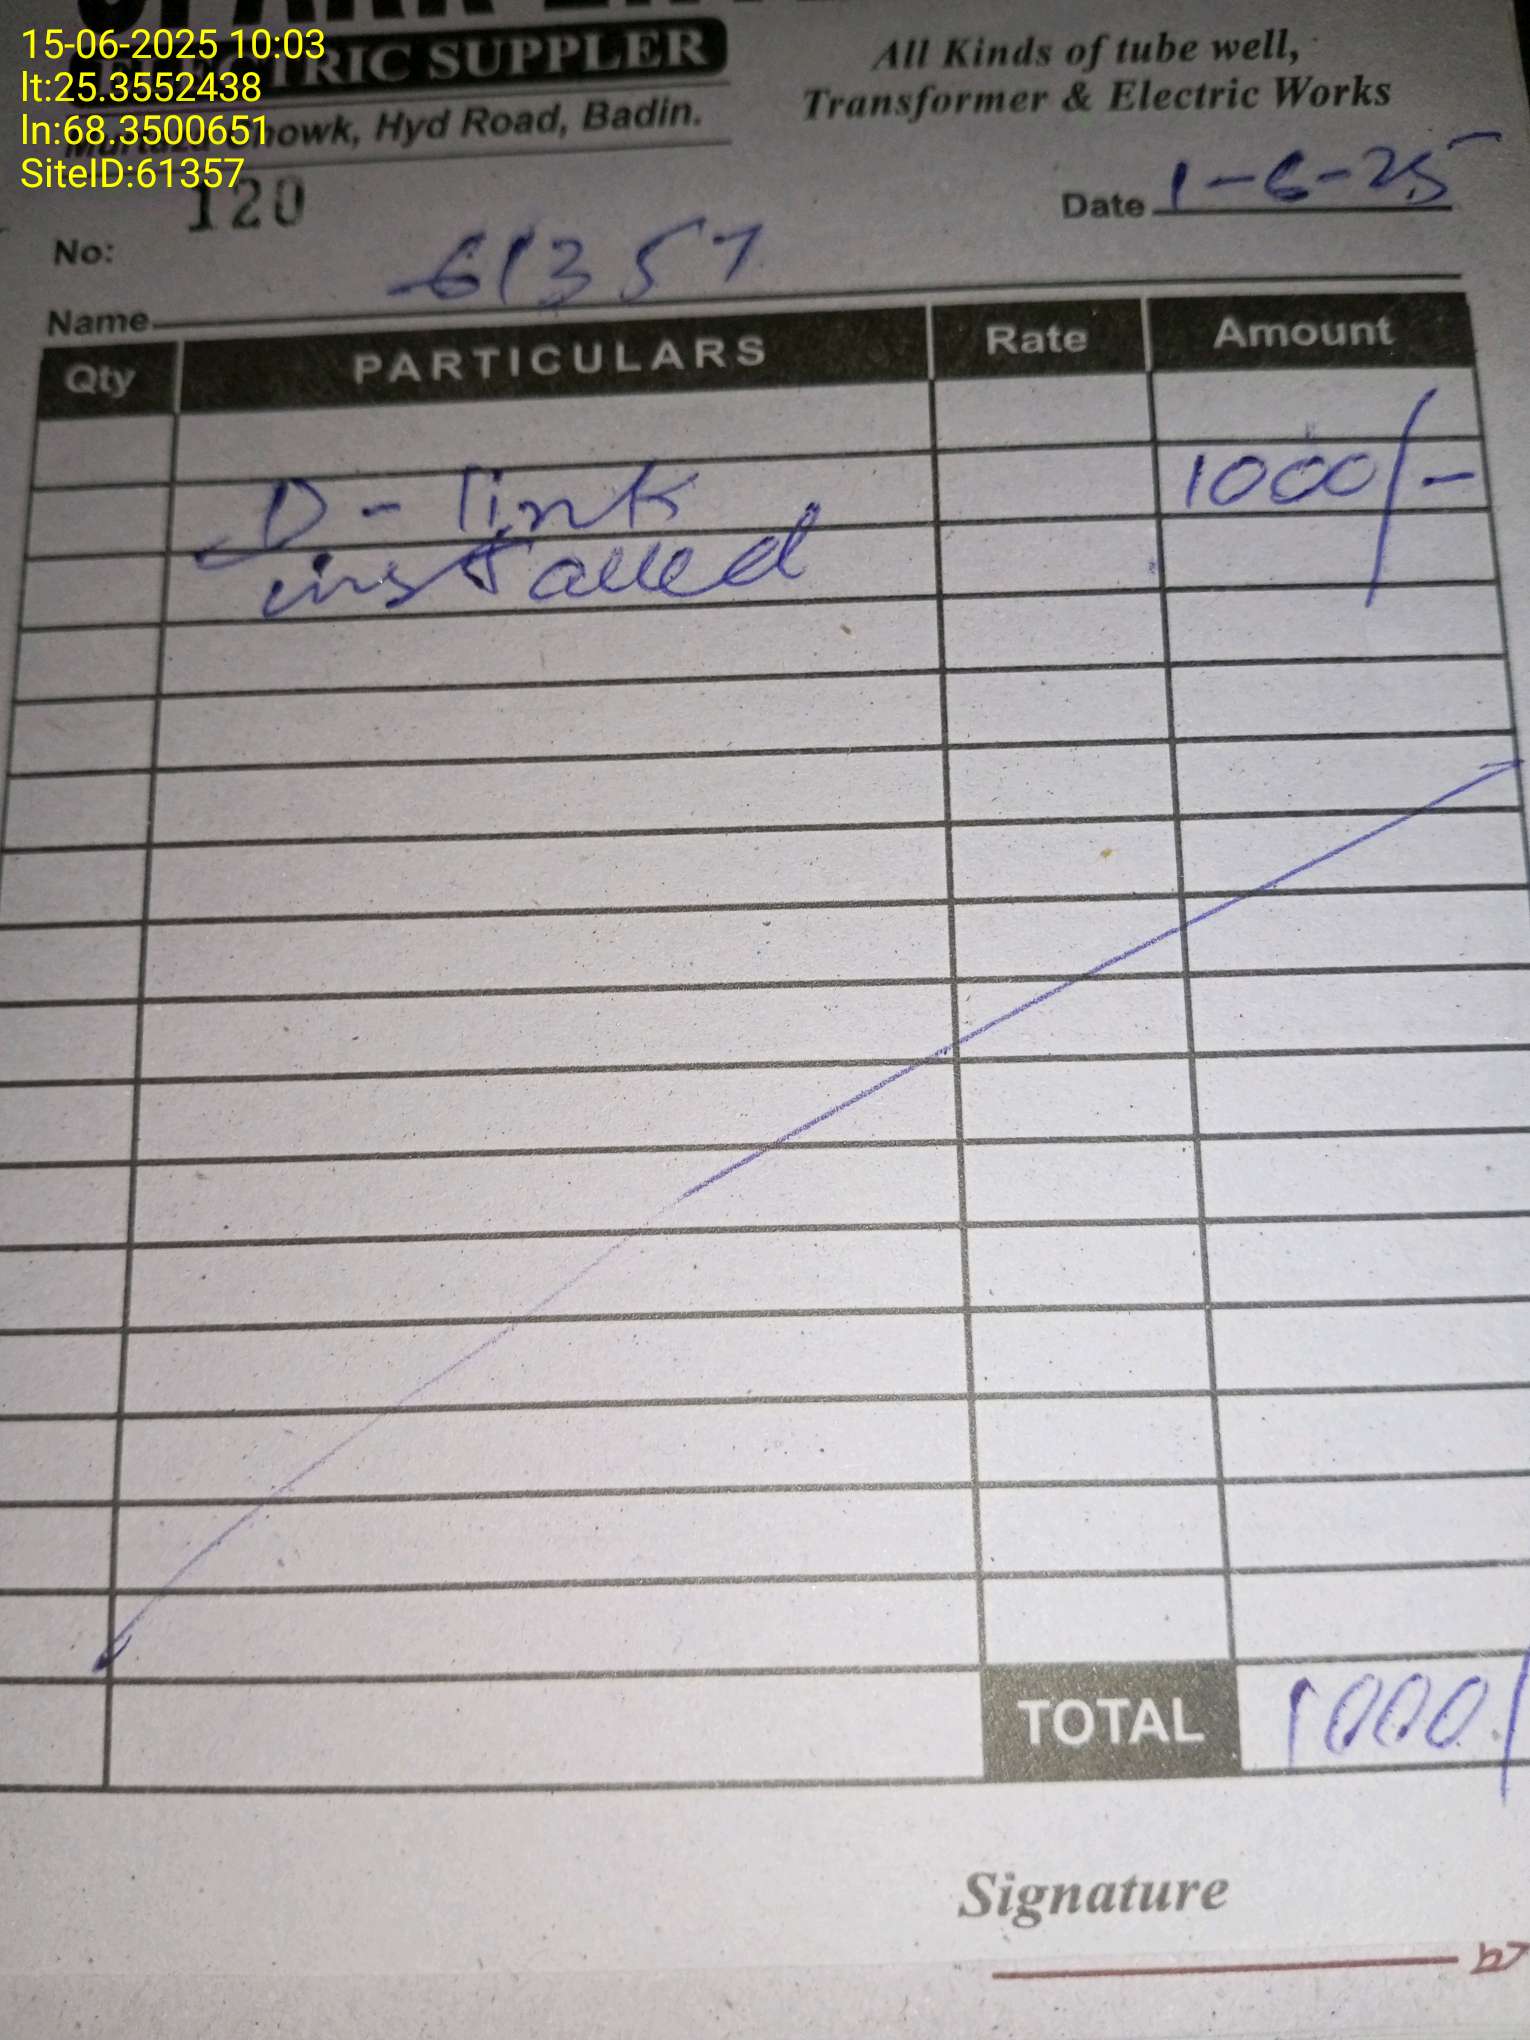 15-06-2025 10:03
lt:25.3552438
ln:68.3500651
SiteID:61357
ELECTRIC SUPPLER
Chowk, Hyd Road, Badin.
All Kinds of tube well,
Transformer & Electric Works
120
No:
Date 1-6-25
Name 61357
Qty PARTICULARS Rate Amount
D-link 1000/-
installed
TOTAL 1000/
Signature